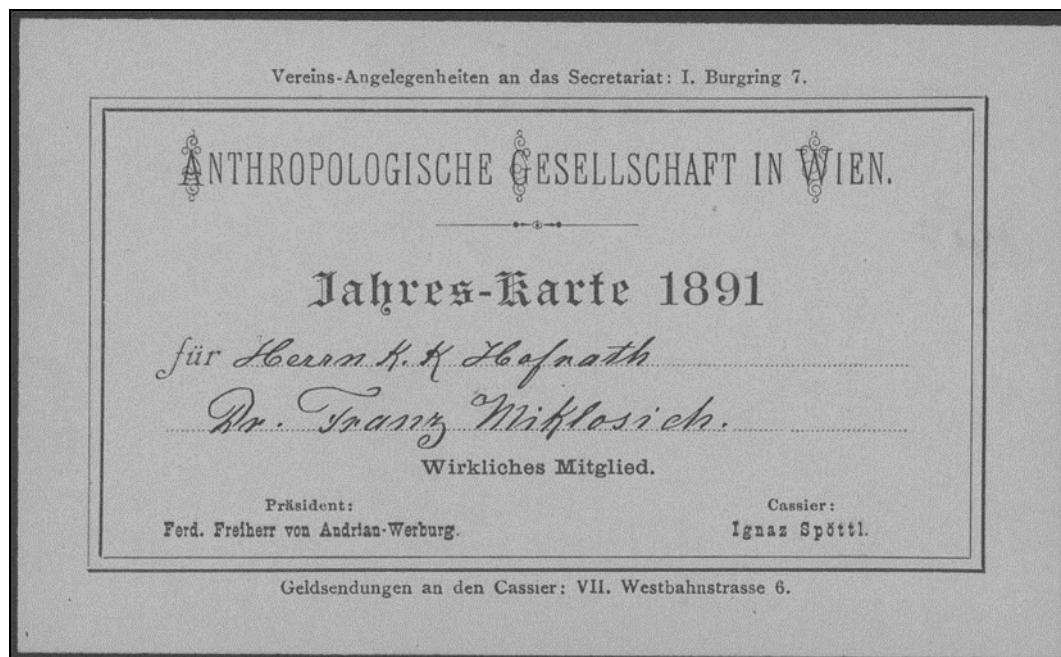 Vereins-Angelegenheiten an das Secretariat: I. Burgring 7.
ANTHROPOLOGISCHE GESELLSCHAFT IN WIEN.
Jahres-Karte 1891
für Herrn K. K Hofrath
Dr. Franz Miklosich.
Wirkliches Mitglied.
Präsident: Cassier:
Ferd. Freiherr von Andrian-Werburg. Ignaz Spöttl.
Geldsendungen an den Cassier: VII. Westbahnstrasse 6.